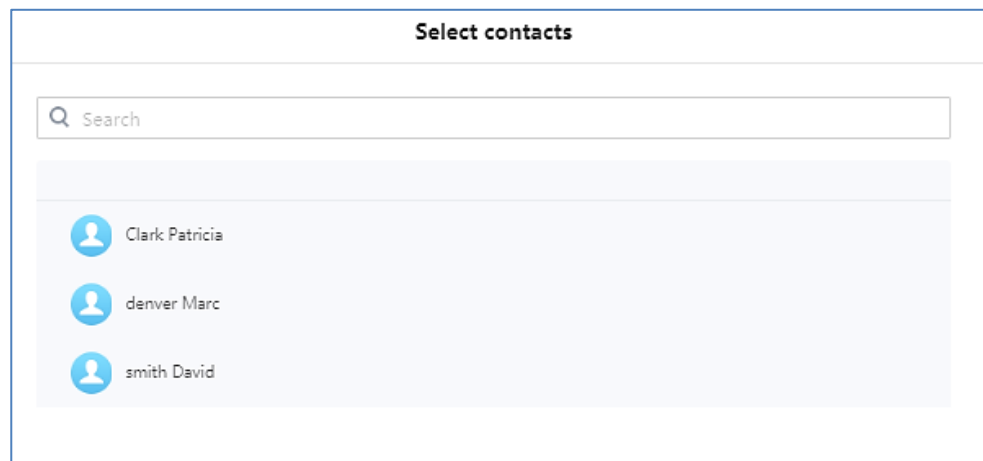 Select contacts
Search
Clark Patricia
denver Marc
smith David